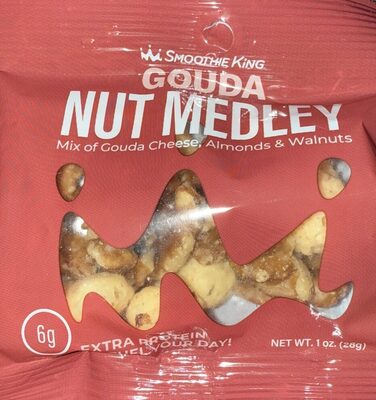 SMOOTHIE KING
GOUDA
NUT MEDLEY
Mix of Gouda Cheese, Almonds & Walnuts
6g
EXTRA PROTEIN
YOUR DAY!
NET WT. 1 oz. (28g)